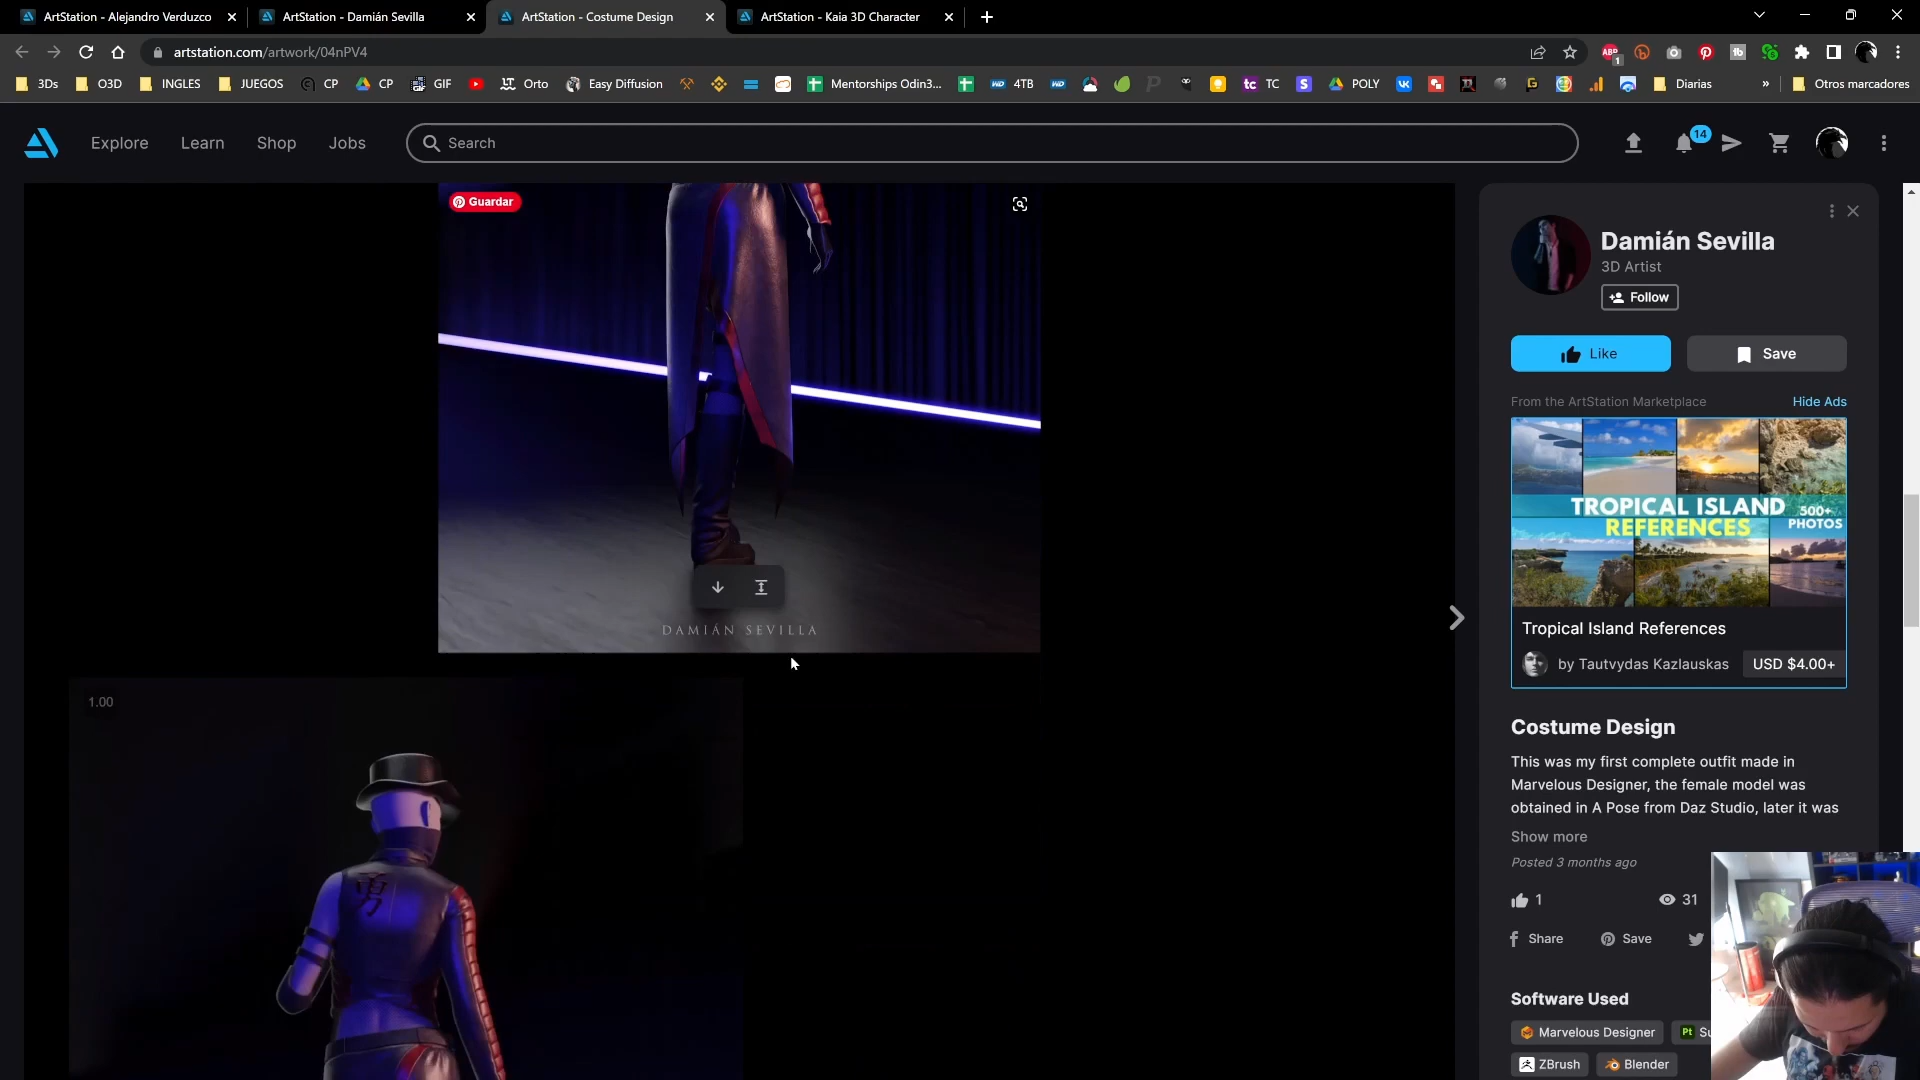 ArtStation - Alejandro Verduzco
ArtStation - Damián Sevilla
ArtStation - Costume Design
ArtStation - Kaia 3D Character
artstation.com/artwork/04nPV4
ABP
1
3Ds
O3D
INGLES
JUEGOS
CP
CP
GIF
Orto
Easy Diffusion
Mentorships Odin3...
4TB
TC
POLY
Diarias
»
Otros marcadores
Explore
Learn
Shop
Jobs
Search
14
Guardar
DAMIÁN SEVILLA
1.00
勇
Damián Sevilla
3D Artist
Follow
Like
Save
From the ArtStation Marketplace
Hide Ads
TROPICAL ISLAND
REFERENCES
500+
PHOTOS
Tropical Island References
by Tautvydas Kazlauskas
USD $4.00+
Costume Design
This was my first complete outfit made in
Marvelous Designer, the female model was
obtained in A Pose from Daz Studio, later it was
Show more
Posted 3 months ago
1
31
Share
Save
Software Used
Marvelous Designer
Pt
ZBrush
Blender